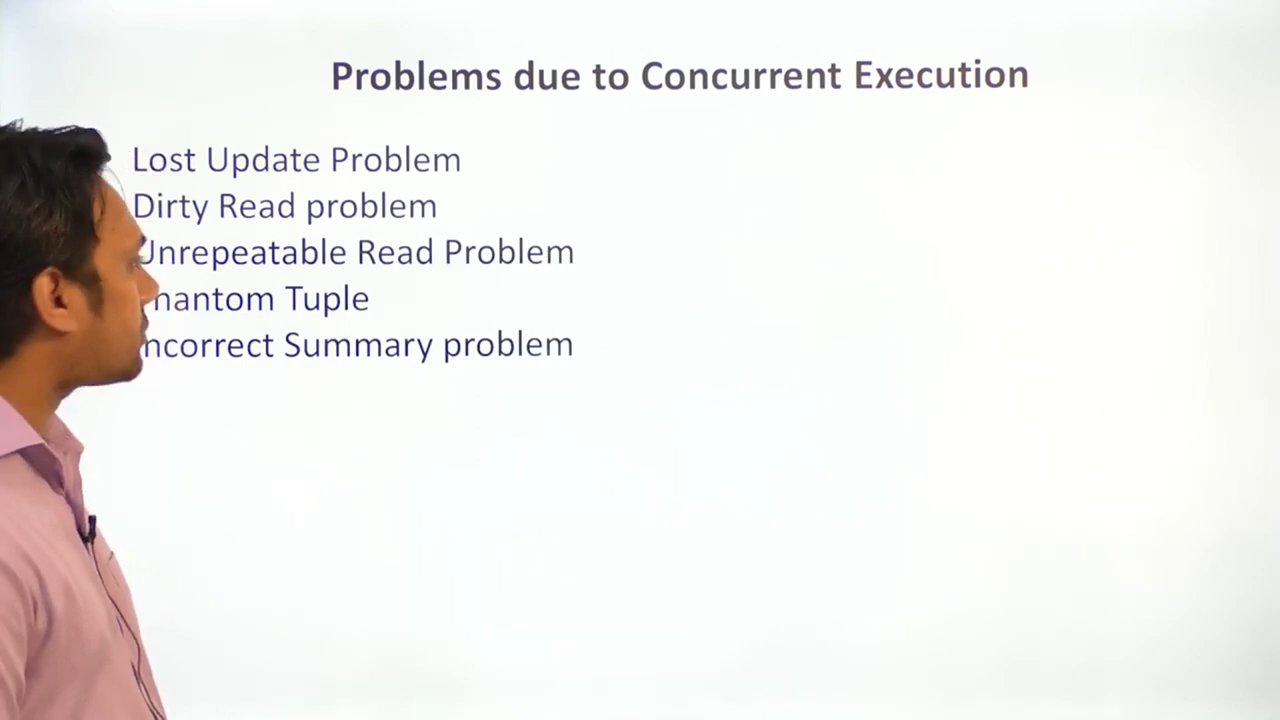 Problems due to Concurrent Execution
Lost Update Problem
Dirty Read problem
Unrepeatable Read Problem
hantom Tuple
ncorrect Summary problem